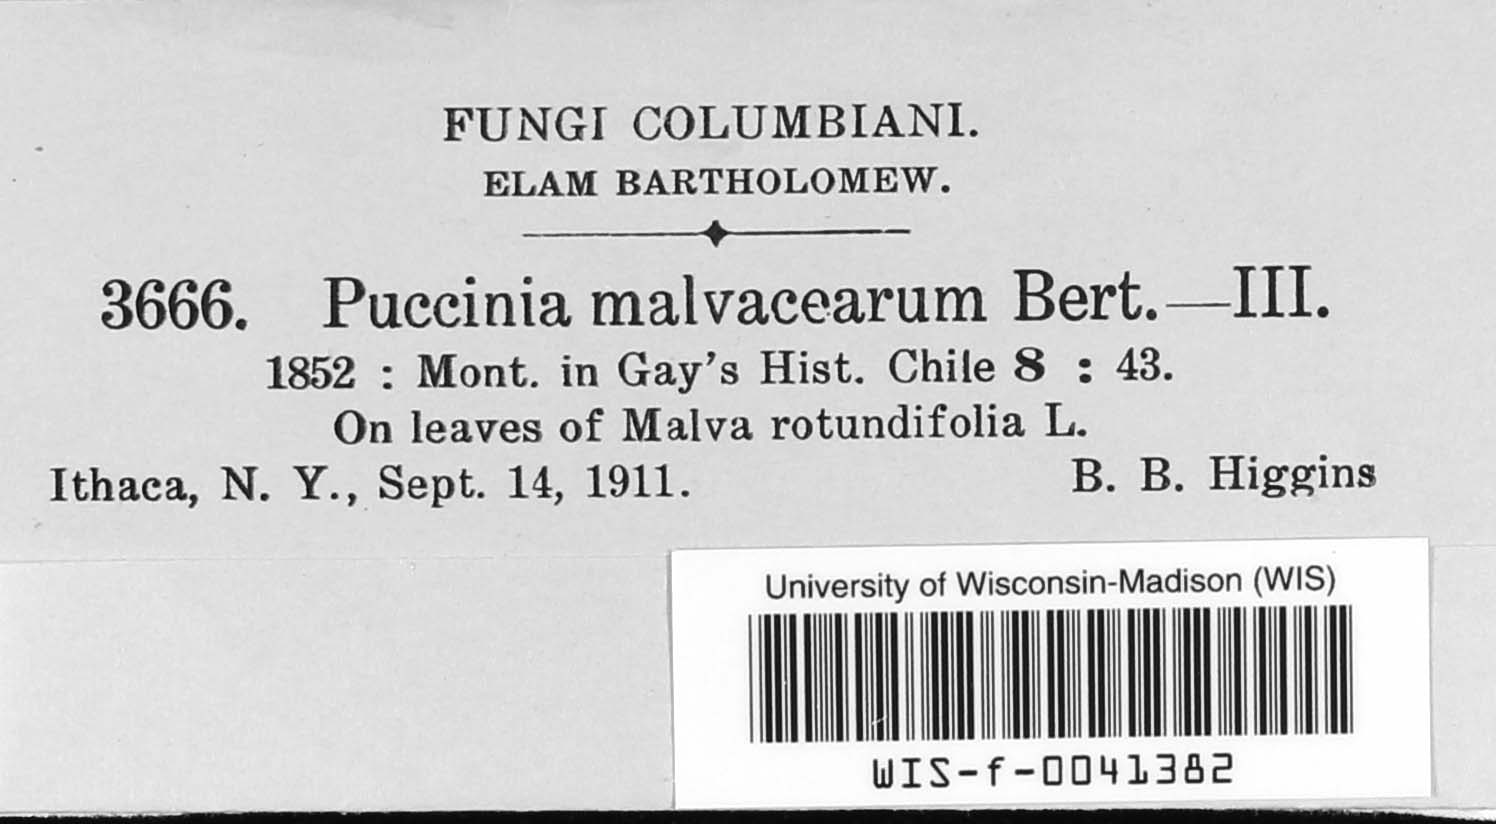 FUNGI COLUMBIANI.
ELAM BARTHOLOMEW.
3666. Puccinia malvacearum Bert.—III.
1852 : Mont. in Gay's Hist. Chile 8 : 43.
On leaves of Malva rotundifolia L.
Ithaca, N. Y., Sept. 14, 1911. B. B. Higgins
University of Wisconsin-Madison (WIS)
WIS-f-0041382